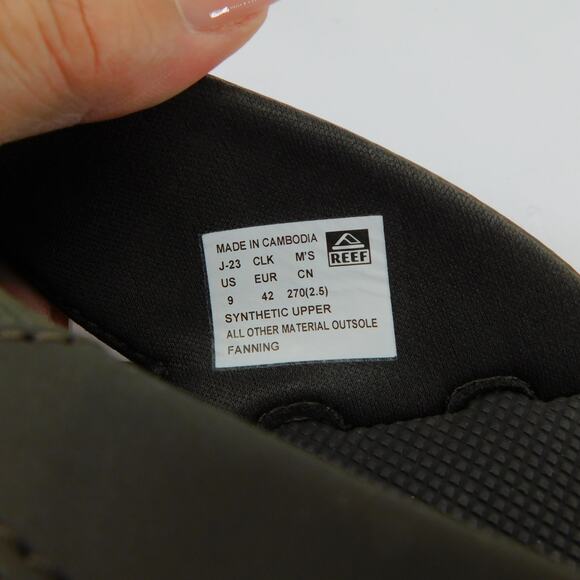 MADE IN CAMBODIA
J-23 CLK M'S
REEF
US EUR CN
9 42 270(2.5)
SYNTHETIC UPPER
ALL OTHER MATERIAL OUTSOLE
FANNING